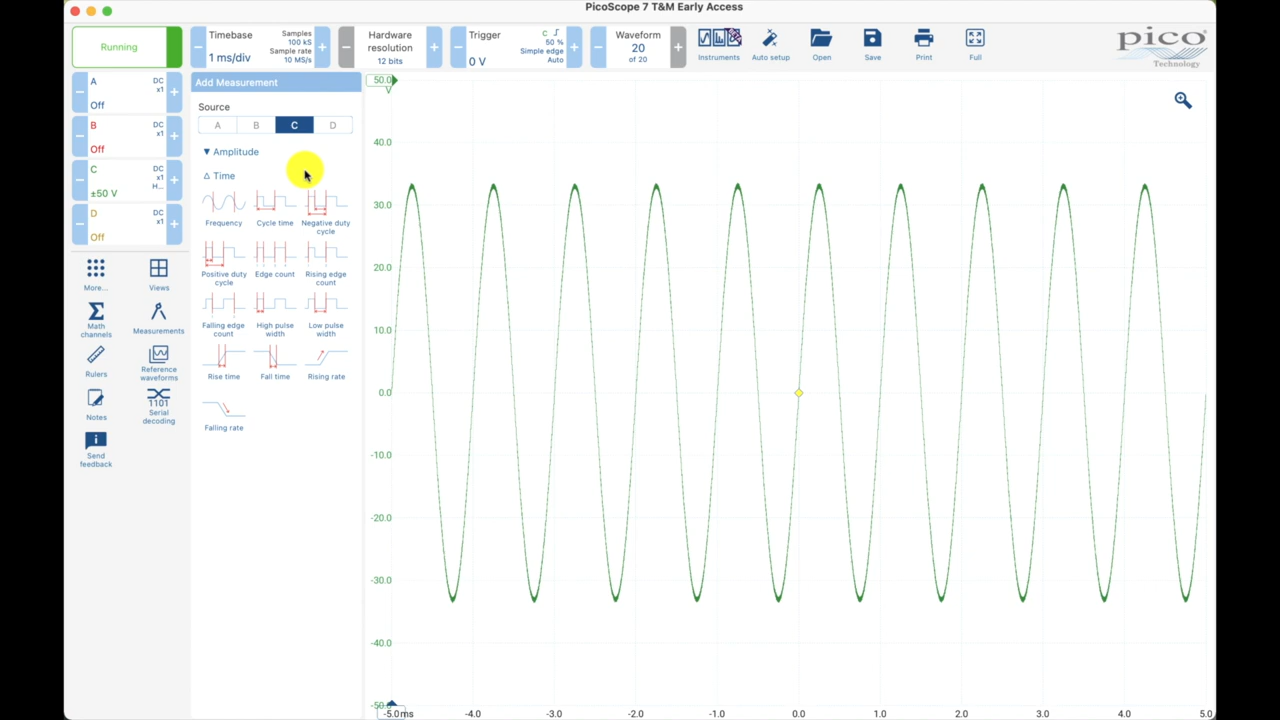 PicoScope 7 T&M Early Access
Running
Timebase
1 ms/div
Samples
100 kS
Sample rate
10 MS/s
Hardware
resolution
12 bits
Trigger
0 V
C
50 %
Simple edge
Auto
Waveform
20
of 20
Instruments
Auto setup
Open
Save
Print
Full
pico
Technology
A
DC
x1
Off
B
DC
x1
Off
C
DC
x1
H...
±50 V
D
DC
x1
Off
More...
Views
Math
channels
Measurements
Rulers
Reference
waveforms
Notes
1101
Serial
decoding
i
Send
feedback
Add Measurement
Source
A B C D
Amplitude
Time
Frequency
Cycle time
Negative duty
cycle
Positive duty
cycle
Edge count
Rising edge
count
Falling edge
count
High pulse
width
Low pulse
width
Rise time
Fall time
Rising rate
Falling rate
50.0
V
40.0
30.0
20.0
10.0
0.0
-10.0
-20.0
-30.0
-40.0
-50.0
-5.0 ms -4.0 -3.0 -2.0 -1.0 0.0 1.0 2.0 3.0 4.0 5.0